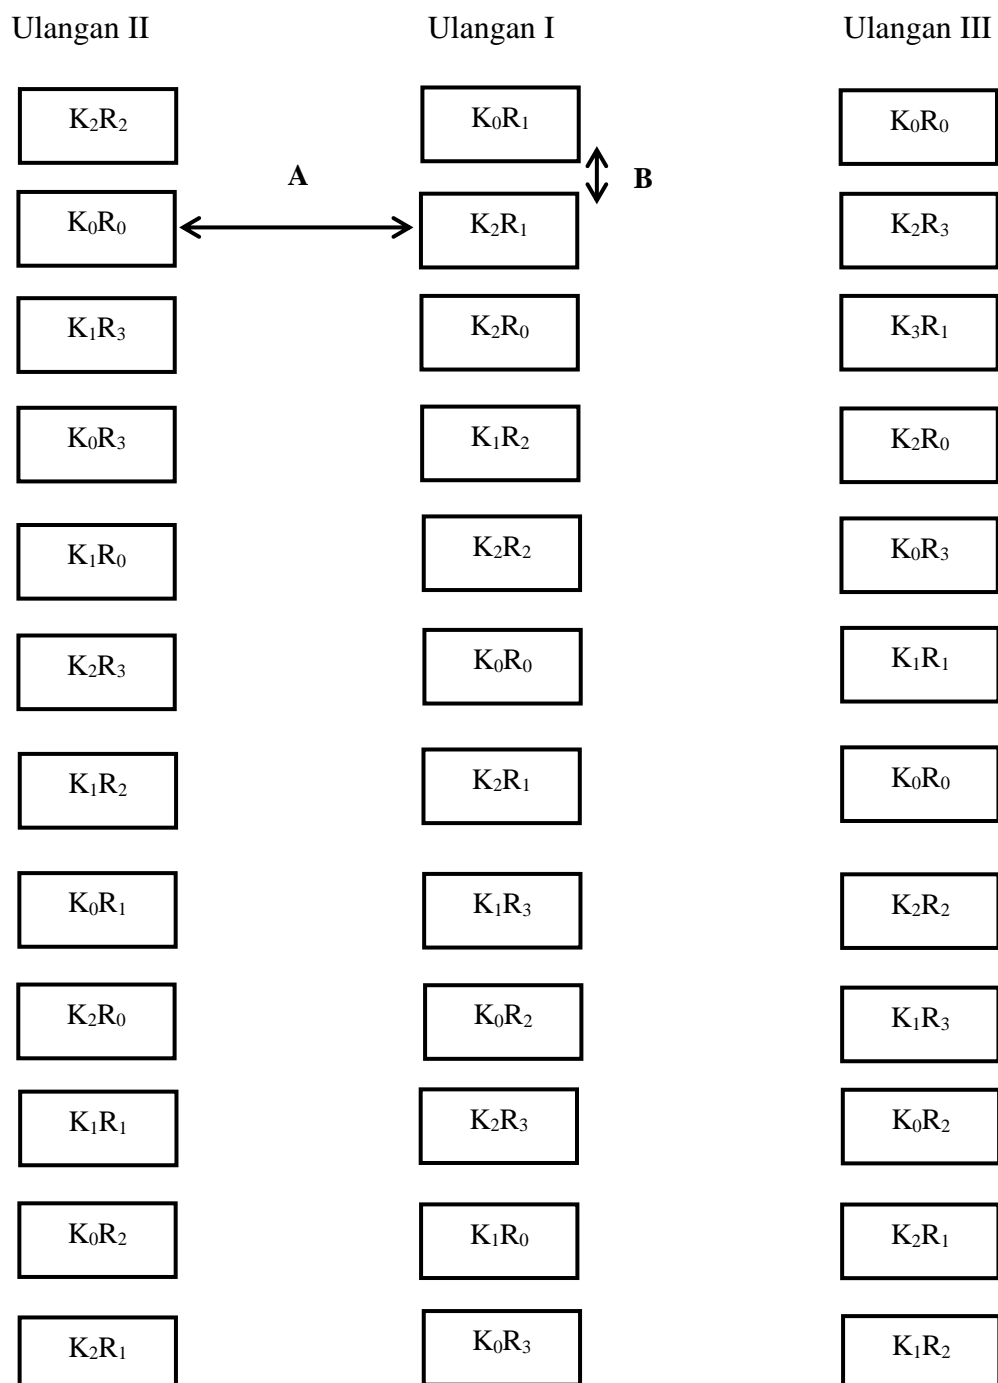 Ulangan II Ulangan I Ulangan III
K₂R₂ K₀R₁ K₀R₀
A B
K₀R₀ K₂R₁ K₂R₃
K₁R₃ K₂R₀ K₃R₁
K₀R₃ K₁R₂ K₂R₀
K₁R₀ K₂R₂ K₀R₃
K₂R₃ K₀R₀ K₁R₁
K₁R₂ K₂R₁ K₀R₀
K₀R₁ K₁R₃ K₂R₂
K₂R₀ K₀R₂ K₁R₃
K₁R₁ K₂R₃ K₀R₂
K₀R₂ K₁R₀ K₂R₁
K₂R₁ K₀R₃ K₁R₂